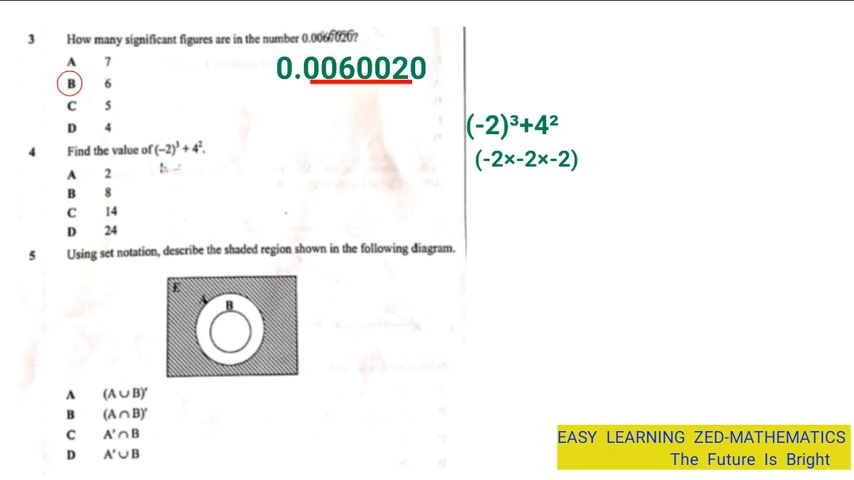 3 How many significant figures are in the number 0.0060020?
A 7
B 6
C 5
D 4
0.0060020
4 Find the value of (−2)³ + 4².
A 2
B 8
C 14
D 24
(-2)³+4²
(-2×-2×-2)
5 Using set notation, describe the shaded region shown in the following diagram.
E
A
B
A (A ∪ B)'
B (A ∩ B)'
C A' ∩ B
D A' ∪ B
EASY LEARNING ZED-MATHEMATICS
The Future Is Bright